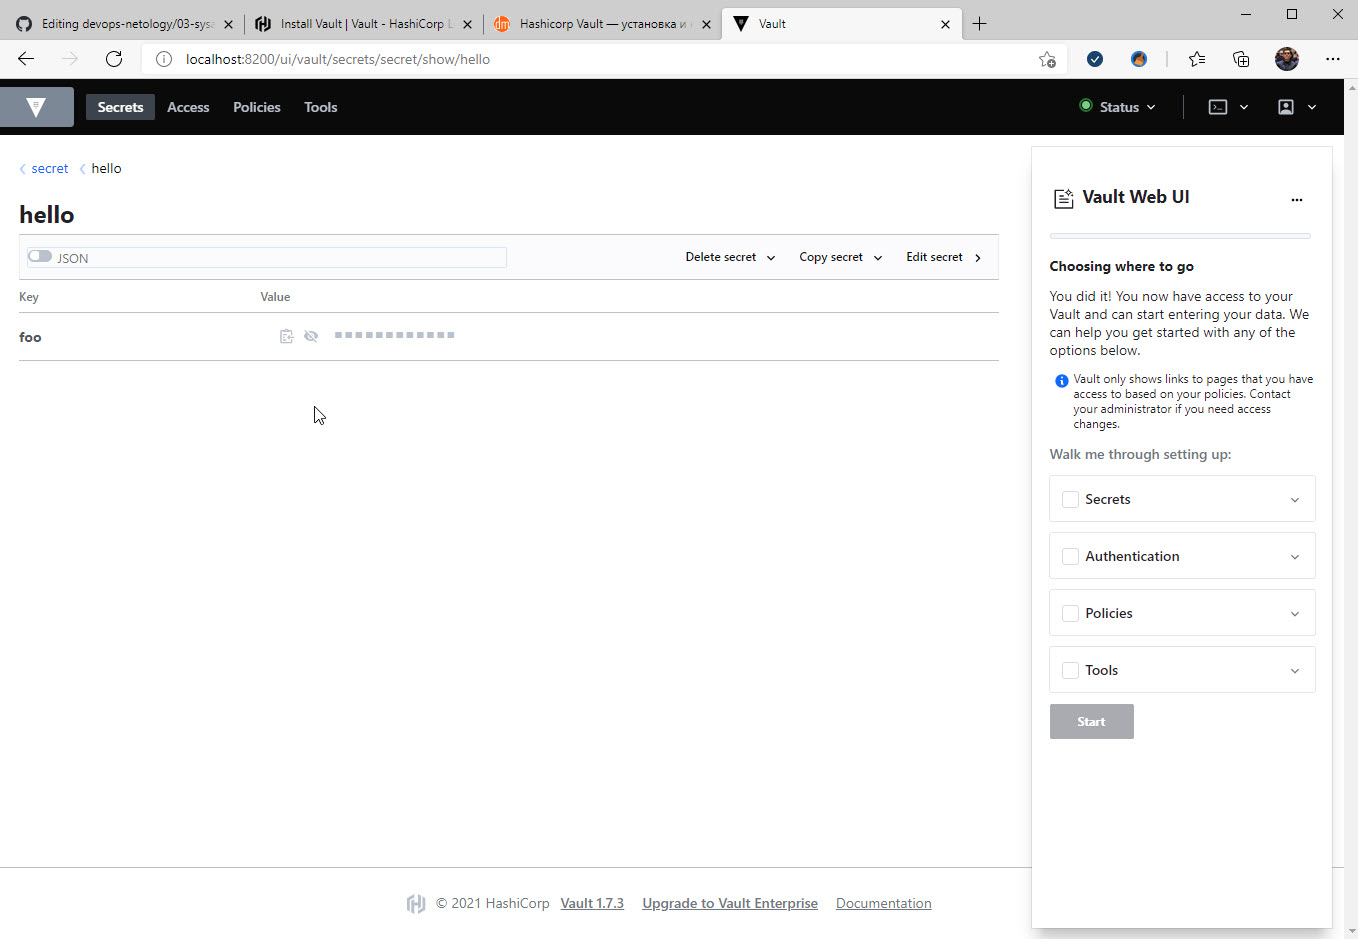 Editing devops-netology/03-sysa
Install Vault | Vault - HashiCorp L
Hashicorp Vault — установка и
Vault
localhost:8200/ui/vault/secrets/secret/show/hello
Secrets
Access
Policies
Tools
Status
secret
hello
hello
JSON
Delete secret
Copy secret
Edit secret
Key
Value
foo
Vault Web UI
Choosing where to go
You did it! You now have access to your
Vault and can start entering your data. We
can help you get started with any of the
options below.
Vault only shows links to pages that you have
access to based on your policies. Contact
your administrator if you need access
changes.
Walk me through setting up:
Secrets
Authentication
Policies
Tools
Start
© 2021 HashiCorp
Vault 1.7.3
Upgrade to Vault Enterprise
Documentation